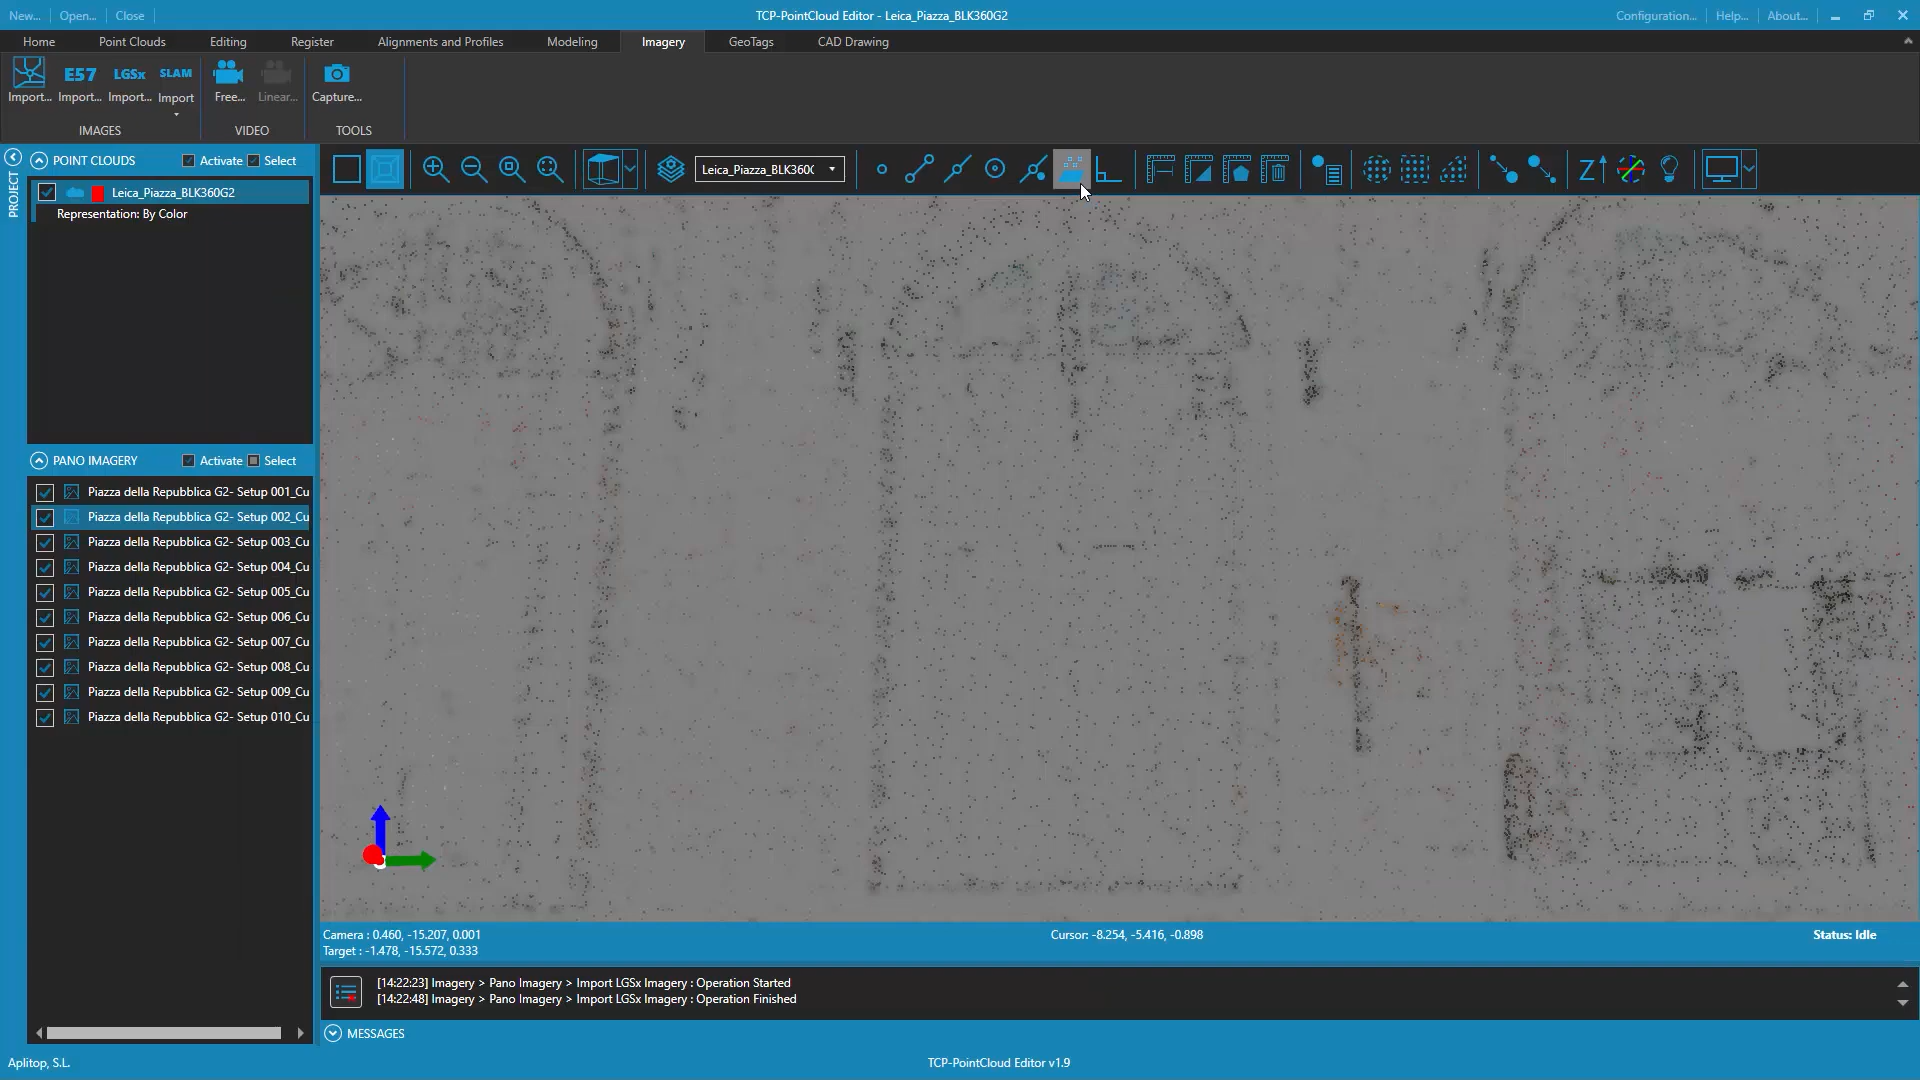 New...
Open...
Close
TCP-PointCloud Editor - Leica_Piazza_BLK360G2
Configuration...
Help...
About...
Home
Point Clouds
Editing
Register
Alignments and Profiles
Modeling
Imagery
GeoTags
CAD Drawing
E57
LGSx
SLAM
Import...
Import...
Import...
Import
Free...
Linear...
Capture...
IMAGES
VIDEO
TOOLS
PROJECT
POINT CLOUDS
Activate
Select
Leica_Piazza_BLK360G2
Representation: By Color
Leica_Piazza_BLK360(
Z
PANO IMAGERY
Activate
Select
Piazza della Repubblica G2- Setup 001_Cu
Piazza della Repubblica G2- Setup 002_Cu
Piazza della Repubblica G2- Setup 003_Cu
Piazza della Repubblica G2- Setup 004_Cu
Piazza della Repubblica G2- Setup 005_Cu
Piazza della Repubblica G2- Setup 006_Cu
Piazza della Repubblica G2- Setup 007_Cu
Piazza della Repubblica G2- Setup 008_Cu
Piazza della Repubblica G2- Setup 009_Cu
Piazza della Repubblica G2- Setup 010_Cu
Camera : 0.460, -15.207, 0.001
Target : -1.478, -15.572, 0.333
Cursor: -8.254, -5.416, -0.898
Status: Idle
[14:22:23] Imagery > Pano Imagery > Import LGSx Imagery : Operation Started
[14:22:48] Imagery > Pano Imagery > Import LGSx Imagery : Operation Finished
MESSAGES
Aplitop, S.L.
TCP-PointCloud Editor v1.9